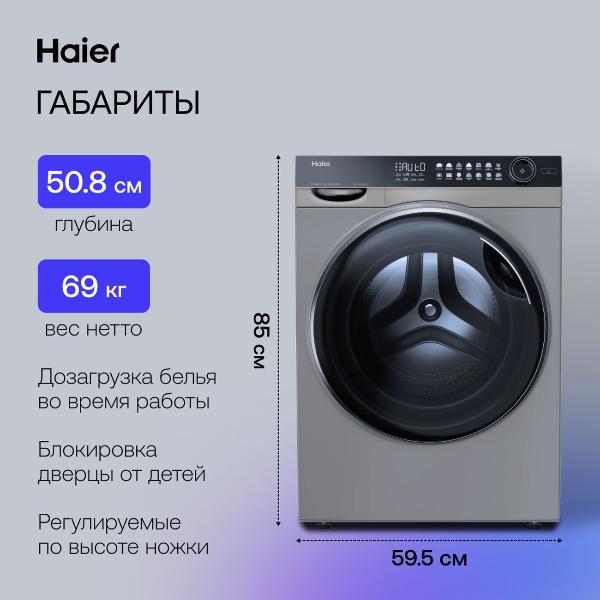 Haier
ГАБАРИТЫ
50.8 см
глубина
69 кг
вес нетто
Дозагрузка белья
во время работы
Блокировка
дверцы от детей
Регулируемые
по высоте ножки
85 см
Haier
AUtO
59.5 см